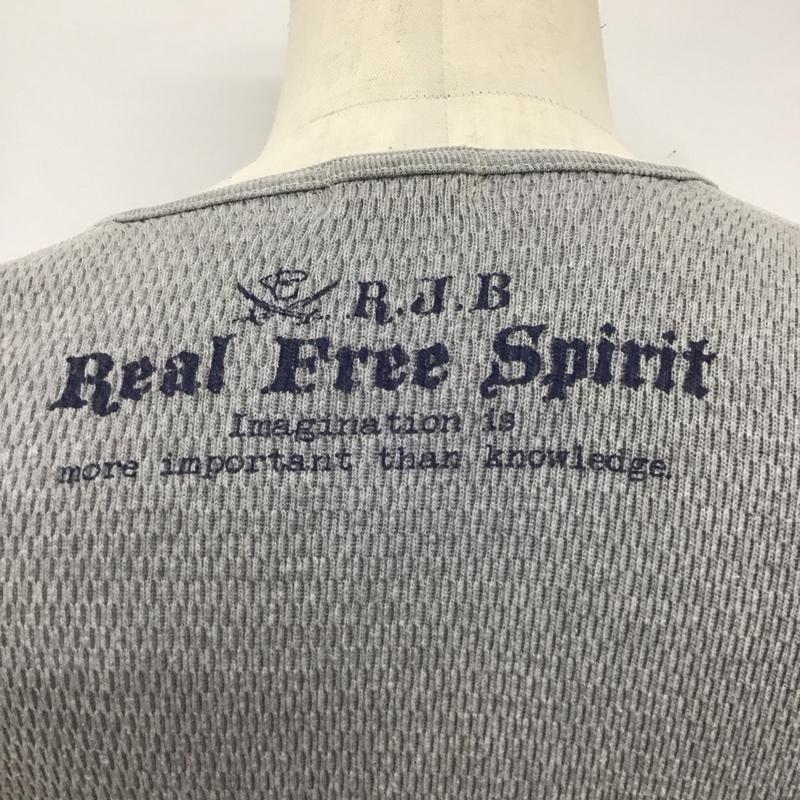 R.J.B
Real Free Spirit
Imagination is
more important than knowledge.